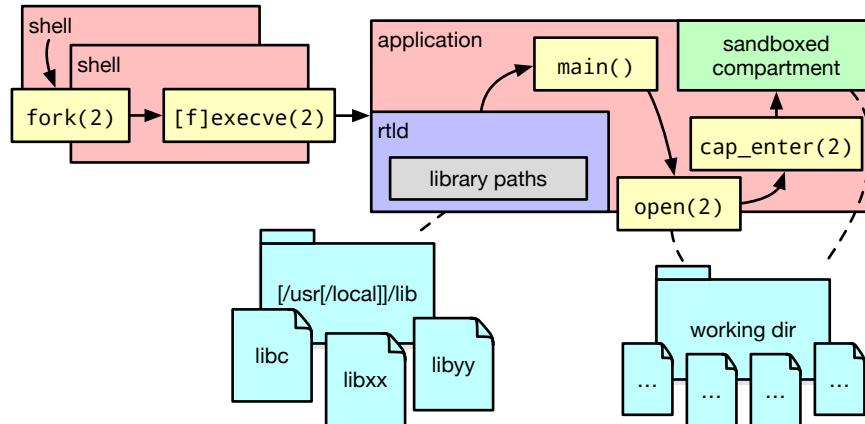 shell
shell
fork(2)
[f]execve(2)
application
main()
sandboxed
compartment
rtld
library paths
cap_enter(2)
open(2)
[/usr[/local]]/lib
libc
libxx
libyy
working dir
...
...
...
...